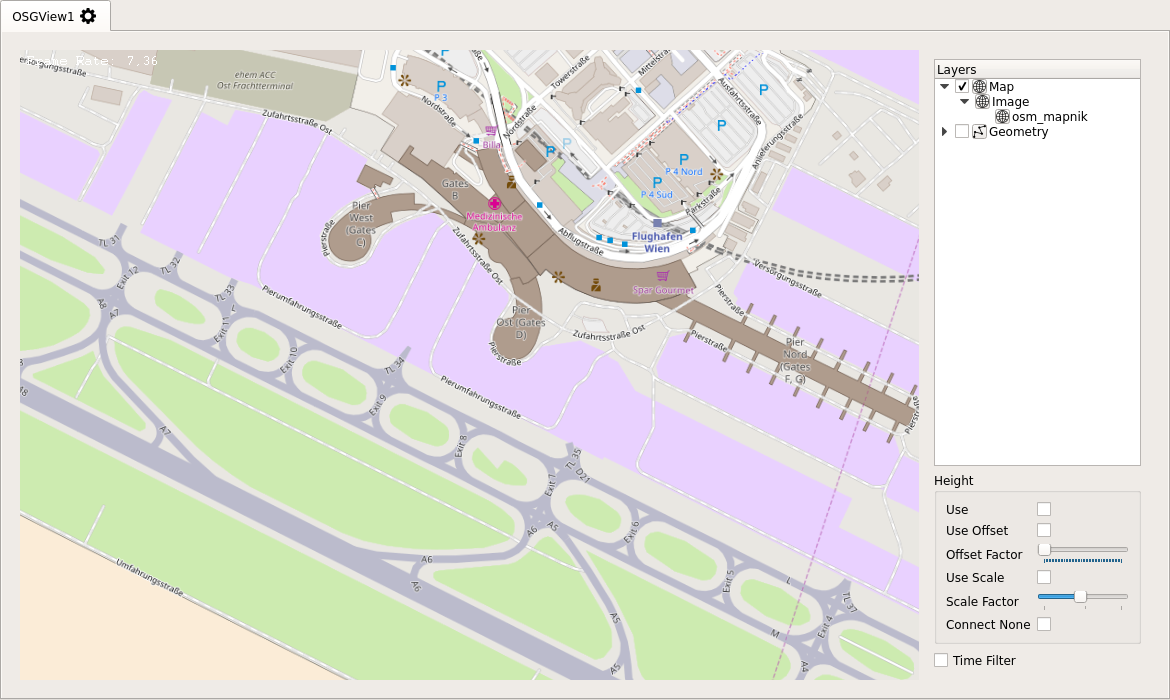 OSGView1
Frame Rate: 7.36
ehem ACC
Ost Frachtterminal
Zufahrtsstraße Ost
P 3
P
Nordstraße
Nordstraße
Towerstraße
Mittelstraße
Ausfahrtsstraße
Anlieferungsstraße
P
P
P
P
Billa
P
P 4 Nord
P
P 4 Süd
Parkstraße
Gates
B
Medizinische
Ambulanz
Pier
West
(Gates
C)
Pierstraße
Zufahrtsstraße Ost
Abflugstraße
Flughafen
Wien
Spar Gourmet
Versorgungsstraße
Pierstraße
Pier
Ost (Gates
D)
Pierstraße
Zufahrtsstraße Ost
Pierstraße
Pier
Nord
(Gates
F, G)
TL 31
Exit 12
TL 32
TL 33
Exit 11
Pierumfahrungsstraße
A8
A7
Exit 10
TL 34
Exit 9
Pierumfahrungsstraße
Exit 8
TL 35
D21
Exit 7
A7
A6
A5
Exit 6
A6
A6
Exit 5
L
TL 37
Exit 4
M
A5
A5
A4
Umfahrungsstraße
Layers
Map
Image
osm_mapnik
Geometry
Height
Use
Use Offset
Offset Factor
Use Scale
Scale Factor
Connect None
Time Filter